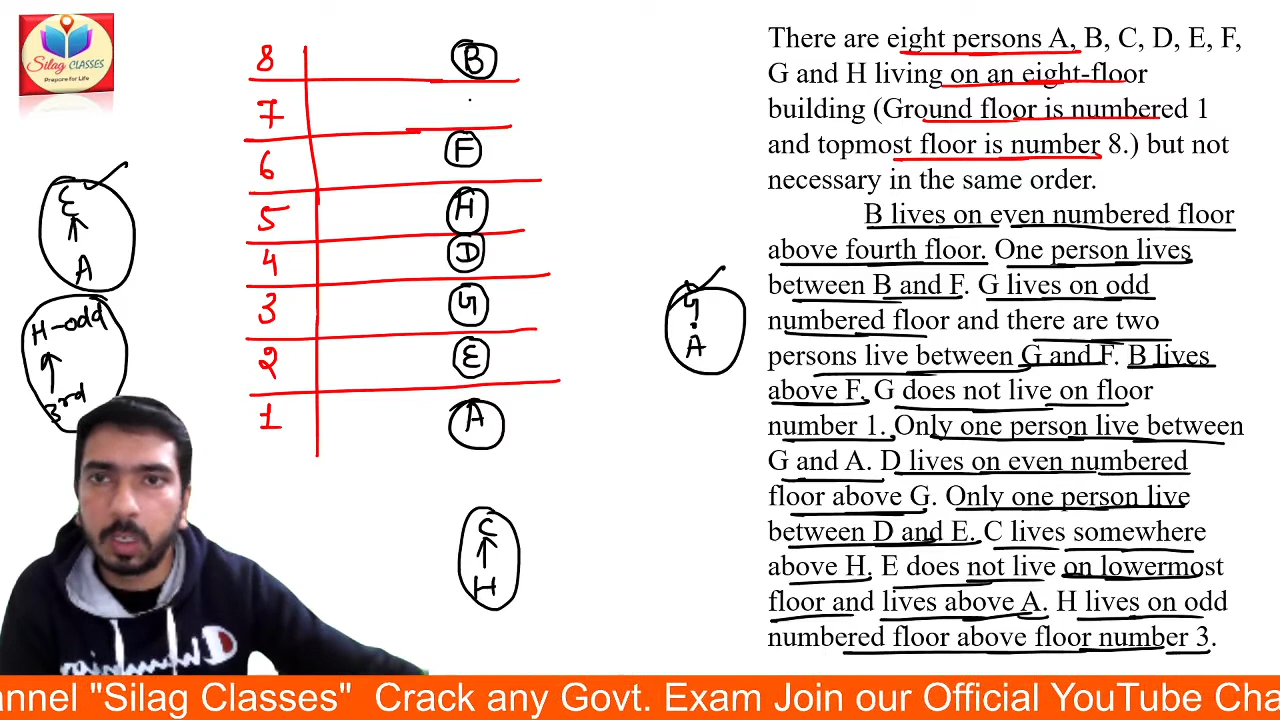 Silag
CLASSES
Prepare for Life
8 B
7
6 F
5 H
4 D
3 G
2 E
1 A
E
A
H-odd
3rd
G
A
C
H
There are eight persons A, B, C, D, E, F,
G and H living on an eight-floor
building (Ground floor is numbered 1
and topmost floor is number 8.) but not
necessary in the same order.
B lives on even numbered floor
above fourth floor. One person lives
between B and F. G lives on odd
numbered floor and there are two
persons live between G and F. B lives
above F. G does not live on floor
number 1. Only one person live between
G and A. D lives on even numbered
floor above G. Only one person live
between D and E. C lives somewhere
above H. E does not live on lowermost
floor and lives above A. H lives on odd
numbered floor above floor number 3.
Champion
annel "Silag Classes" Crack any Govt. Exam Join our Official YouTube Cha